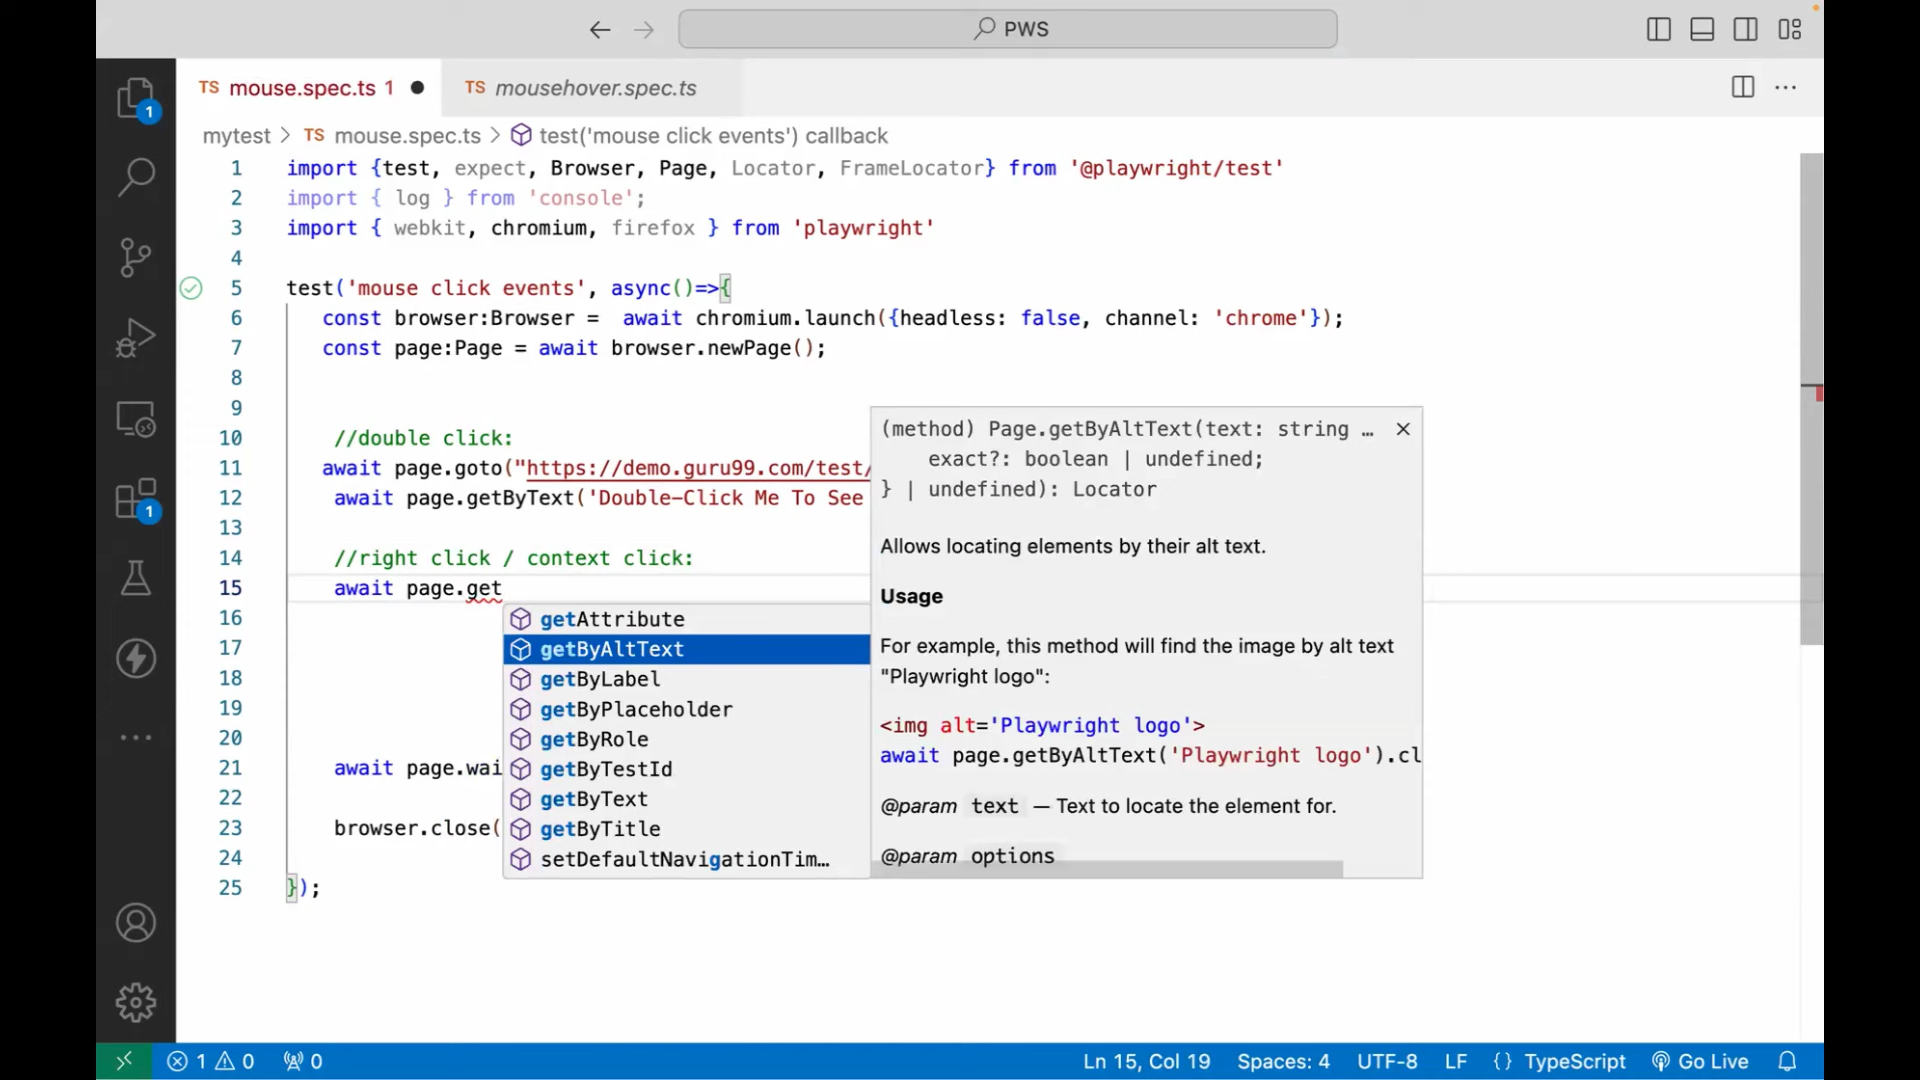 PWS
TS mouse.spec.ts 1
TS mousehover.spec.ts
mytest > TS mouse.spec.ts > test('mouse click events') callback
1 import {test, expect, Browser, Page, Locator, FrameLocator} from '@playwright/test'
2 import { log } from 'console';
3 import { webkit, chromium, firefox } from 'playwright'
4
5 test('mouse click events', async()=>{
6 const browser:Browser = await chromium.launch({headless: false, channel: 'chrome'});
7 const page:Page = await browser.newPage();
8
9
10 //double click:
11 await page.goto("https://demo.guru99.com/test/
12 await page.getByText('Double-Click Me To See
13
14 //right click / context click:
15 await page.get
16
17
18
19
20
21 await page.wai
22
23 browser.close(
24
25 });
getAttribute
getByAltText
getByLabel
getByPlaceholder
getByRole
getByTestId
getByText
getByTitle
setDefaultNavigationTim…
(method) Page.getByAltText(text: string …
exact?: boolean | undefined;
} | undefined): Locator
Allows locating elements by their alt text.
Usage
For example, this method will find the image by alt text
"Playwright logo":
<img alt='Playwright logo'>
await page.getByAltText('Playwright logo').cl
@param text — Text to locate the element for.
@param options
1
1
1 0 0
Ln 15, Col 19 Spaces: 4 UTF-8 LF {} TypeScript Go Live